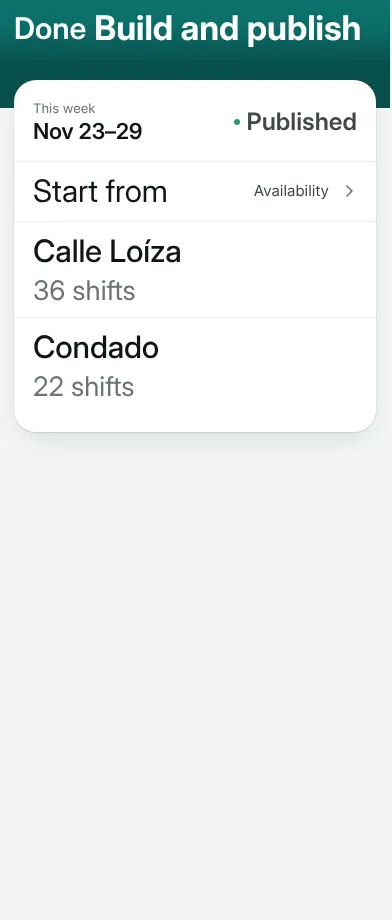 Done Build and publish
This week
Nov 23–29
Published
Start from
Availability
Calle Loíza
36 shifts
Condado
22 shifts